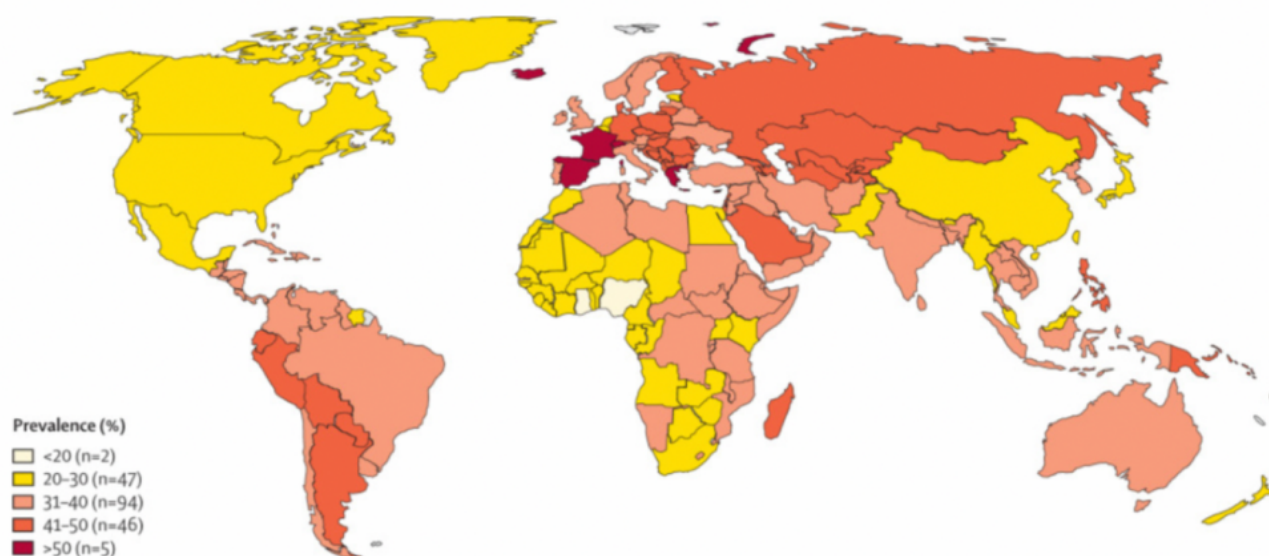 Prevalence (%)
<20 (n=2)
20–30 (n=47)
31–40 (n=94)
41–50 (n=46)
>50 (n=5)